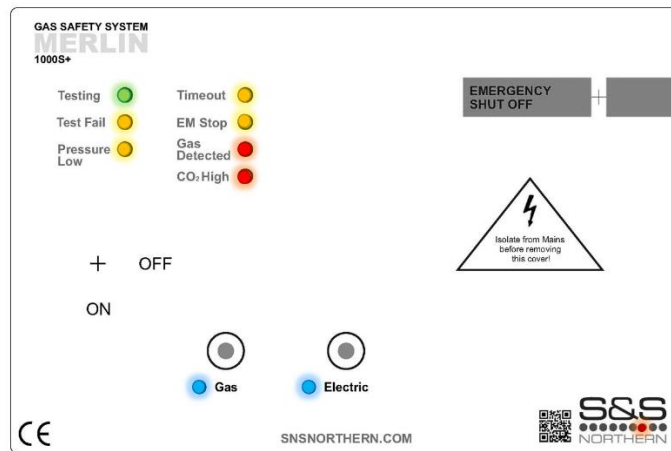 GAS SAFETY SYSTEM
MERLIN
1000S+
Testing
Test Fail
Pressure
Low
Timeout
EM Stop
Gas
Detected
CO₂ High
EMERGENCY
SHUT OFF
Isolate from Mains
before removing
this cover!
OFF
ON
Gas
Electric
CE
SNSNORTHERN.COM
S&S
NORTHERN